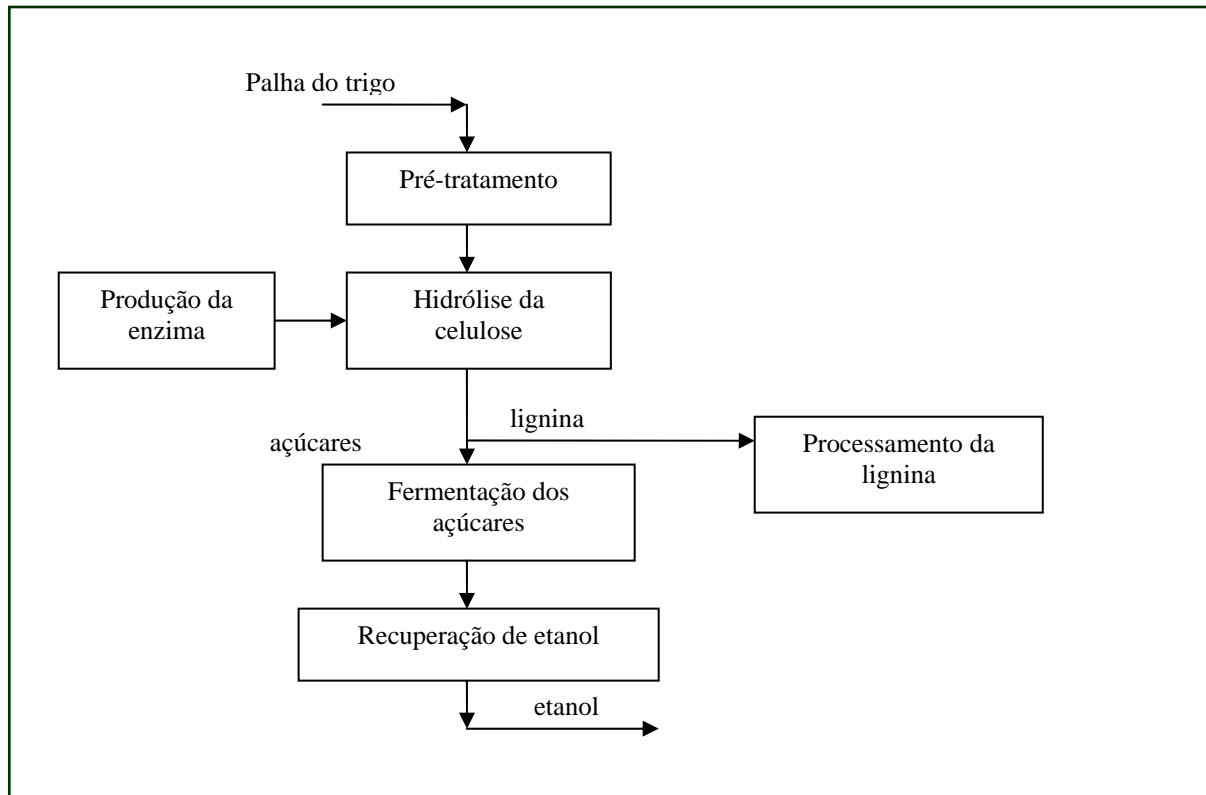 Palha do trigo
Pré-tratamento
Produção da
enzima
Hidrólise da
celulose
lignina
açúcares
Processamento da
lignina
Fermentação dos
açúcares
Recuperação de etanol
etanol